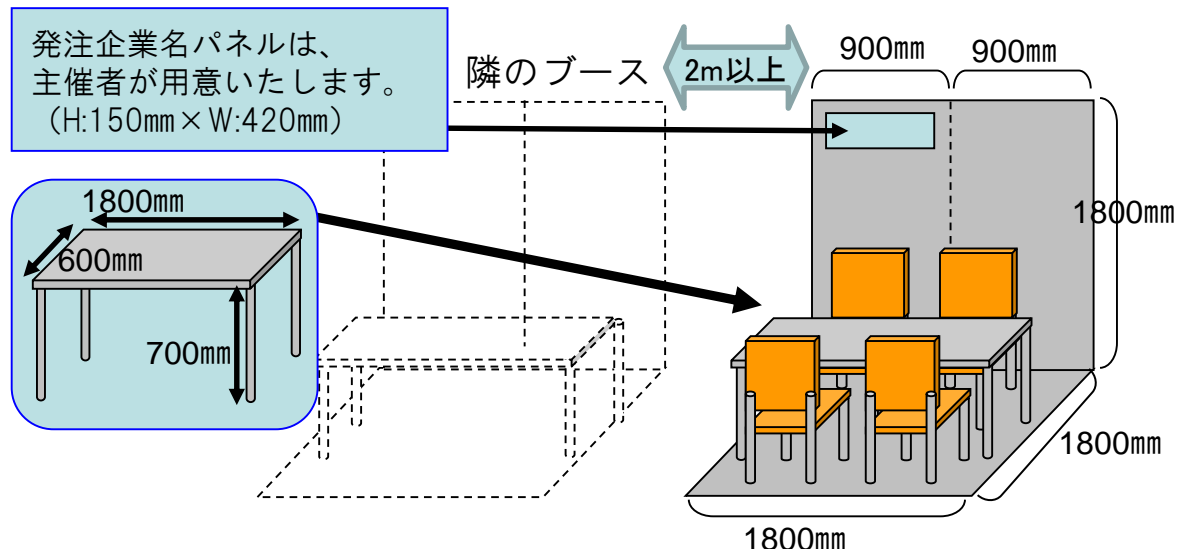 発注企業名パネルは、
主催者が用意いたします。
（H:150㎜×W:420㎜）
隣のブース
2m以上
900㎜
900㎜
1800㎜
600㎜
700㎜
1800㎜
1800㎜
1800㎜